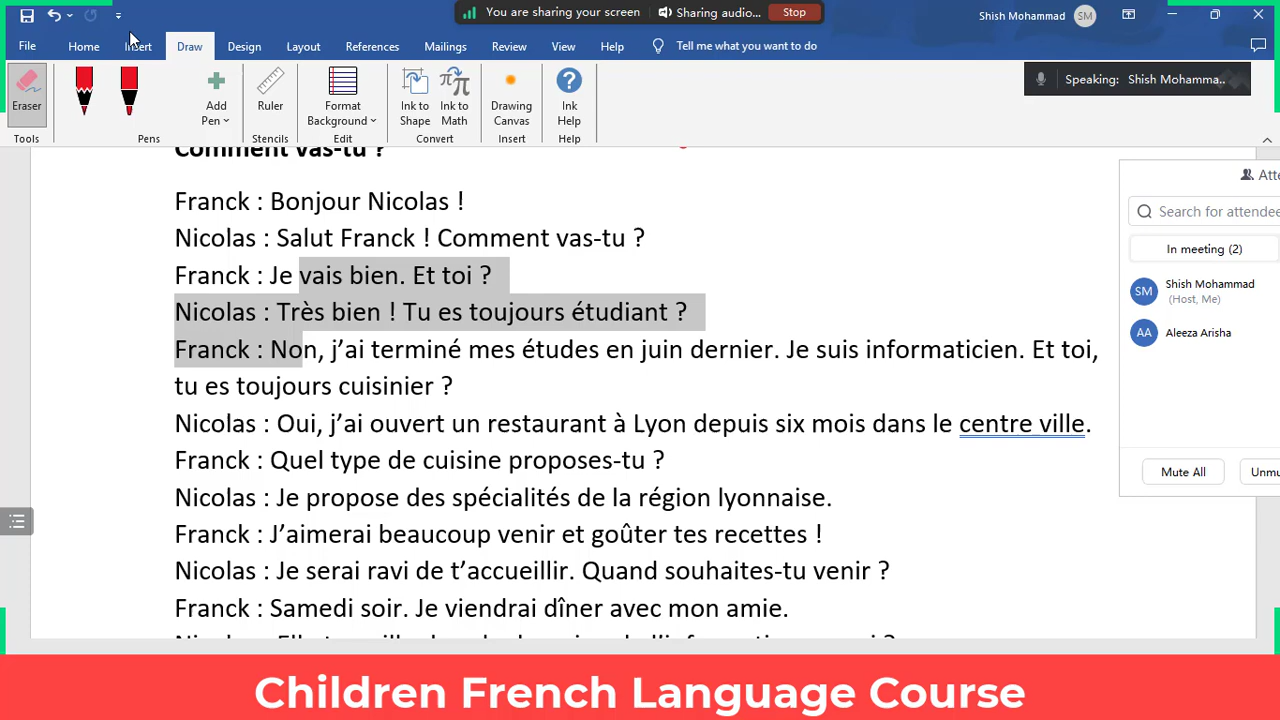 You are sharing your screen
Sharing audio...
Stop
Shish Mohammad
SM
File
Home
Insert
Draw
Design
Layout
References
Mailings
Review
View
Help
Tell me what you want to do
Eraser
Add
Pen
Ruler
Format
Background
Ink to
Shape
Ink to
Math
Drawing
Canvas
Ink
Help
Tools
Pens
Stencils
Edit
Convert
Insert
Help
Speaking: Shish Mohamma..
Comment vas-tu ?
Franck : Bonjour Nicolas !
Nicolas : Salut Franck ! Comment vas-tu ?
Franck : Je vais bien. Et toi ?
Nicolas : Très bien ! Tu es toujours étudiant ?
Franck : Non, j’ai terminé mes études en juin dernier. Je suis informaticien. Et toi,
tu es toujours cuisinier ?
Nicolas : Oui, j’ai ouvert un restaurant à Lyon depuis six mois dans le centre ville.
Franck : Quel type de cuisine proposes-tu ?
Nicolas : Je propose des spécialités de la région lyonnaise.
Franck : J’aimerai beaucoup venir et goûter tes recettes !
Nicolas : Je serai ravi de t’accueillir. Quand souhaites-tu venir ?
Franck : Samedi soir. Je viendrai dîner avec mon amie.
Atte
Search for attendee
In meeting (2)
SM
Shish Mohammad
(Host, Me)
AA
Aleeza Arisha
Mute All
Unmu
Children French Language Course